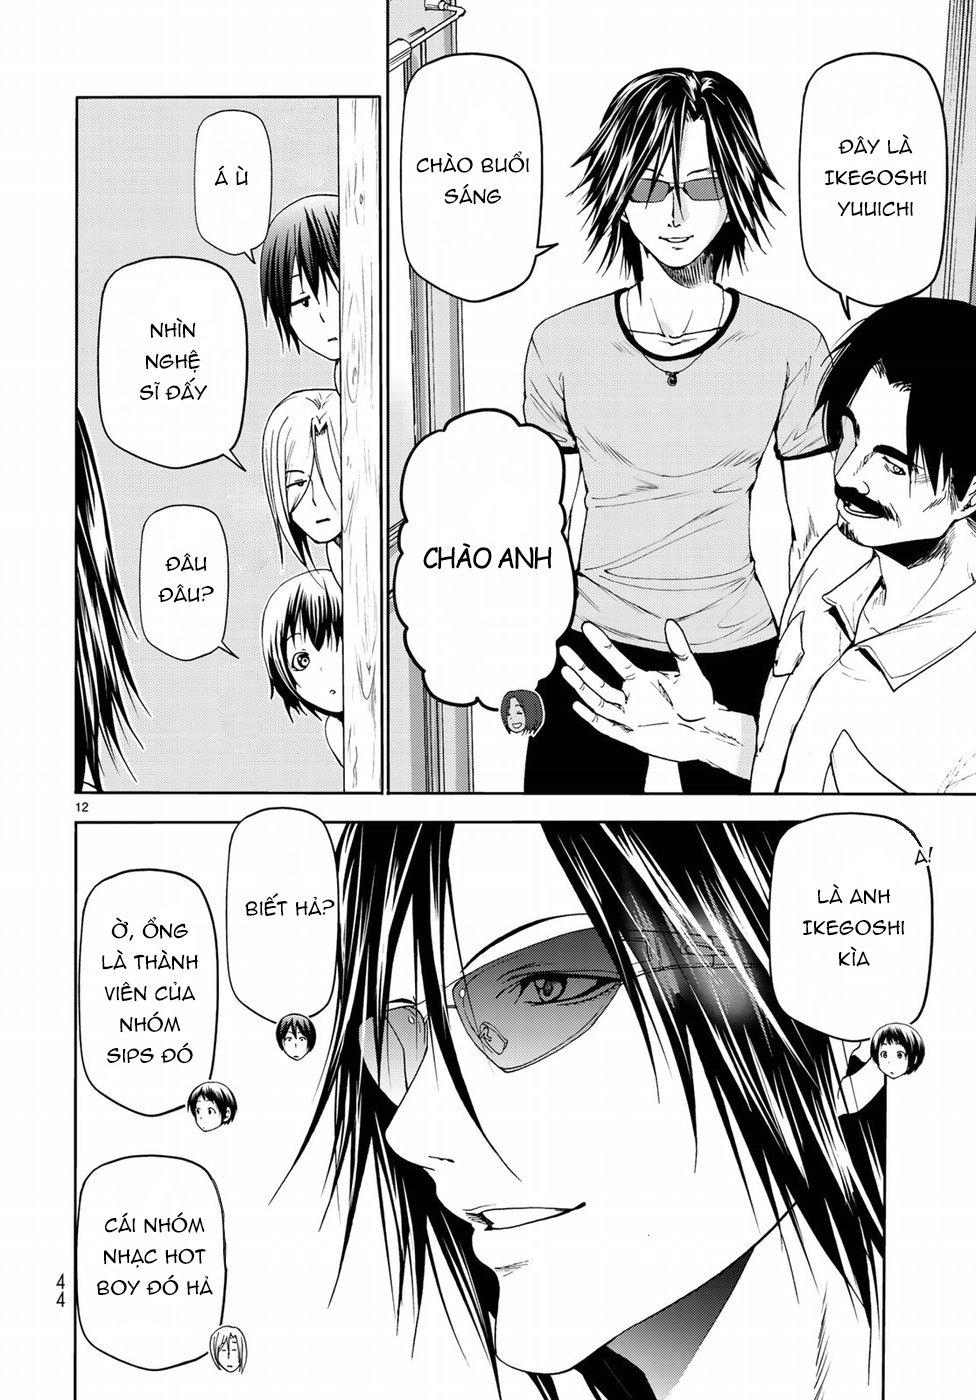 ĐÂY LÀ
IKEGOSHI
YUUICHI
CHÀO BUỔI
SÁNG
CHÀO ANH
Á Ù
NHÌN
NGHỆ
SĨ ĐẤY
ĐÂU
ĐÂU?
12
A!
LÀ ANH
IKEGOSHI
KÌA
BIẾT HẢ?
Ờ, ỔNG
LÀ THÀNH
VIÊN CỦA
NHÓM
SIPS ĐÓ
CÁI NHÓM
NHẠC HOT
BOY ĐÓ HẢ
44